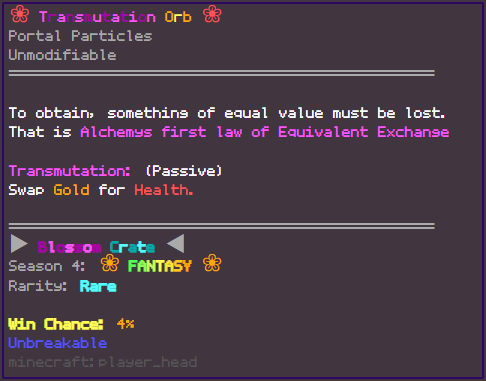 ❀ Transmutation Orb ❀
Portal Particles
Unmodifiable
To obtain, something of equal value must be lost.
That is Alchemys first law of Equivalent Exchange
Transmutation: (Passive)
Swap Gold for Health.
▶ Blossom Crate ◀
Season 4: ❀ FANTASY ❀
Rarity: Rare
Win Chance: 4%
Unbreakable
minecraft:player_head